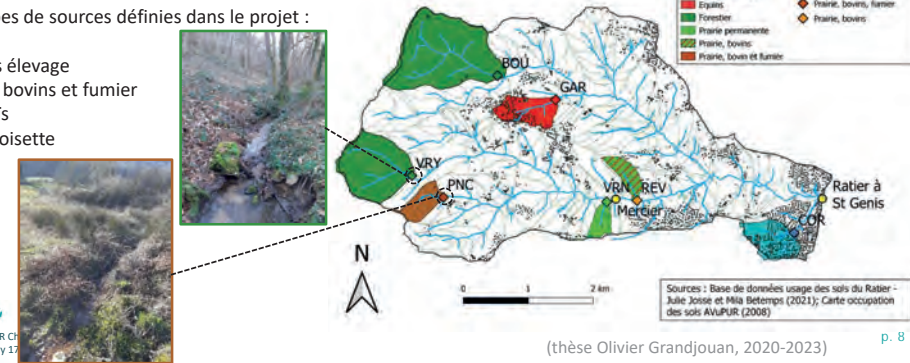 es de sources définies dans le projet :
s élevage
bovins et fumier
fs
oisette
Equins
Forestier
Prairie permanente
Prairie, bovins
Prairie, bovin et fumier
Prairie, bovins, fumier
Prairie, bovins
BOU
GAR
VRY
PNC
VRN
REV
Mercier
Ratier à
St Genis
COR
N
0 1 2 km
Sources : Base de données usage des sols du Ratier -
Julie Josse et Mila Betemps (2021); Carte occupation
des sols AVuPUR (2008)
R Ch
y 17
(thèse Olivier Grandjouan, 2020-2023)
p. 8